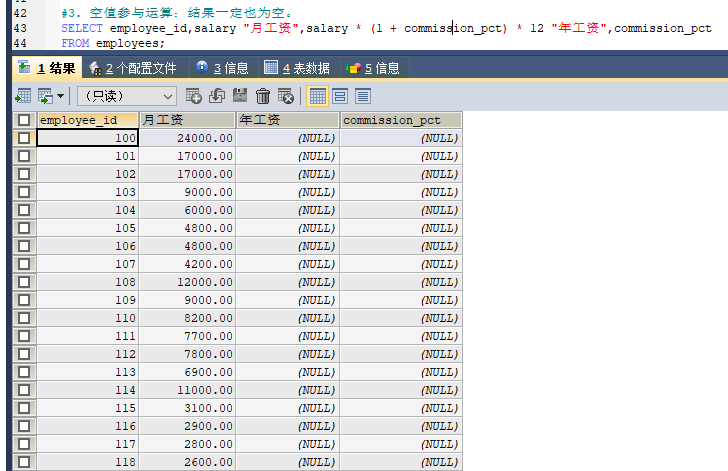 42 #3. 空值参与运算：结果一定也为空。
43 SELECT employee_id,salary "月工资",salary * (1 + commission_pct) * 12 "年工资",commission_pct
44 FROM employees;
1 结果 2 个配置文件 3 信息 4 表数据 5 信息
(只读)
employee_id 月工资 年工资 commission_pct
100 24000.00 (NULL) (NULL)
101 17000.00 (NULL) (NULL)
102 17000.00 (NULL) (NULL)
103 9000.00 (NULL) (NULL)
104 6000.00 (NULL) (NULL)
105 4800.00 (NULL) (NULL)
106 4800.00 (NULL) (NULL)
107 4200.00 (NULL) (NULL)
108 12000.00 (NULL) (NULL)
109 9000.00 (NULL) (NULL)
110 8200.00 (NULL) (NULL)
111 7700.00 (NULL) (NULL)
112 7800.00 (NULL) (NULL)
113 6900.00 (NULL) (NULL)
114 11000.00 (NULL) (NULL)
115 3100.00 (NULL) (NULL)
116 2900.00 (NULL) (NULL)
117 2800.00 (NULL) (NULL)
118 2600.00 (NULL) (NULL)